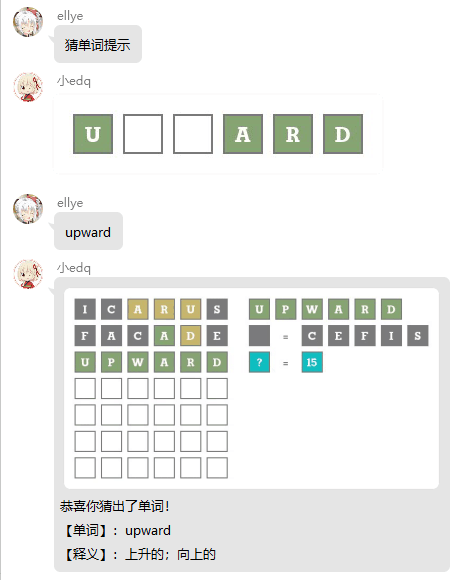 ellye
猜单词提示
小edq
U A R D
ellye
upward
小edq
I C A R U S U P W A R D
F A C A D E = C E F I S
U P W A R D ? = 15
恭喜你猜出了单词！
【单词】：upward
【释义】：上升的；向上的